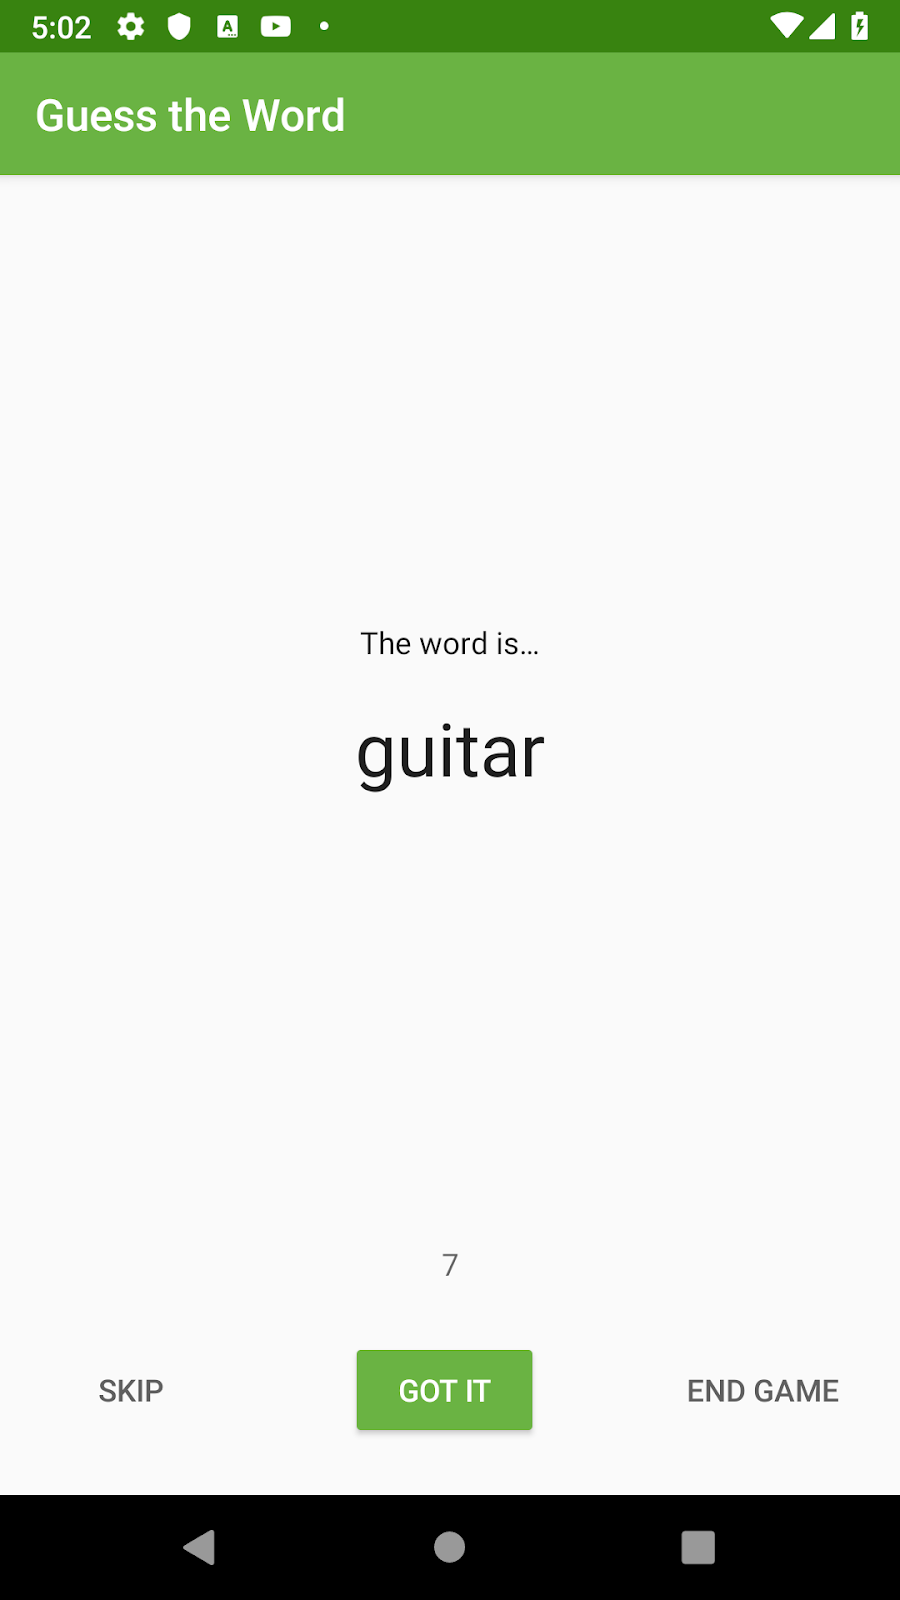 5:02
Guess the Word
The word is…
guitar
7
SKIP
GOT IT
END GAME